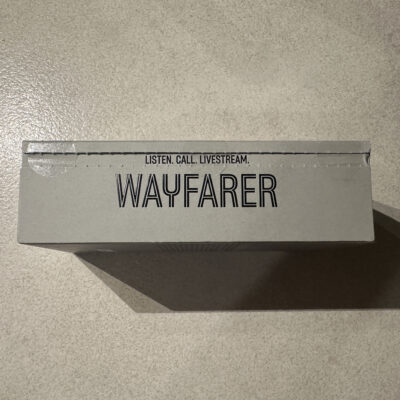 LISTEN. CALL. LIVESTREAM.
WAYFARER